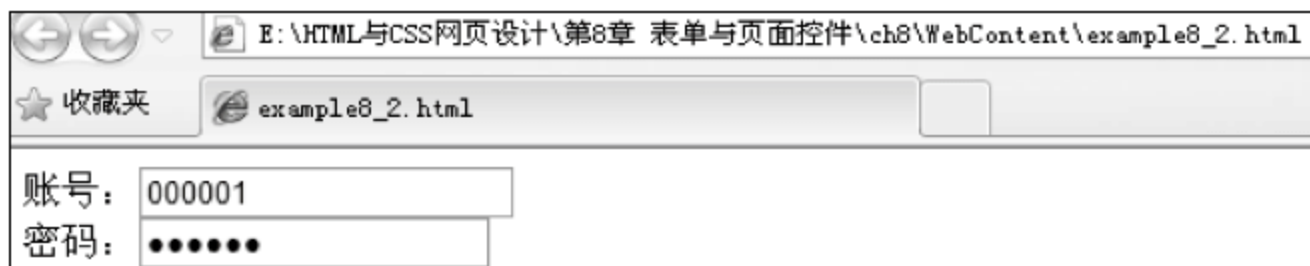 E:\HTML与CSS网页设计\第8章 表单与页面控件\ch8\WebContent\example8_2.html
收藏夹 example8_2.html
账号：000001
密码：●●●●●●